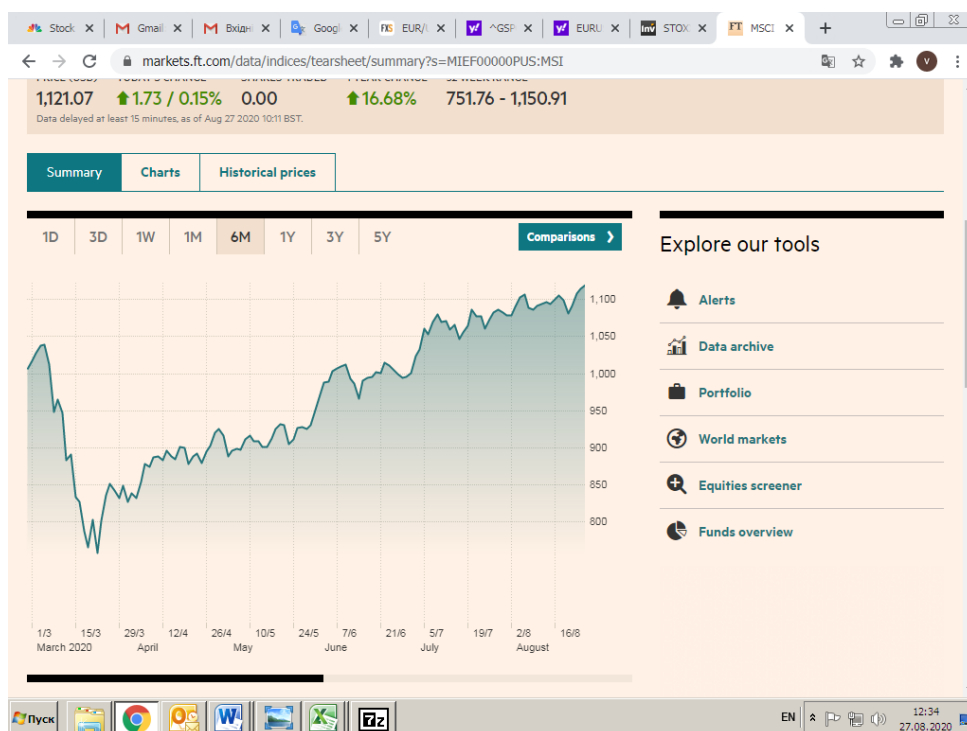 Stock
Gmail
Вхідн
Googl
EUR/
^GSP
EURU
STOX
MSCI
markets.ft.com/data/indices/tearsheet/summary?s=MIEF00000PUS:MSI
1,121.07 1.73 / 0.15% 0.00 16.68% 751.76 - 1,150.91
Data delayed at least 15 minutes, as of Aug 27 2020 10:11 BST.
Summary Charts Historical prices
1D 3D 1W 1M 6M 1Y 3Y 5Y Comparisons
1,100
1,050
1,000
950
900
850
800
1/3 15/3 29/3 12/4 26/4 10/5 24/5 7/6 21/6 5/7 19/7 2/8 16/8
March 2020 April May June July August
Explore our tools
Alerts
Data archive
Portfolio
World markets
Equities screener
Funds overview
Пуск
EN
12:34
27.08.2020